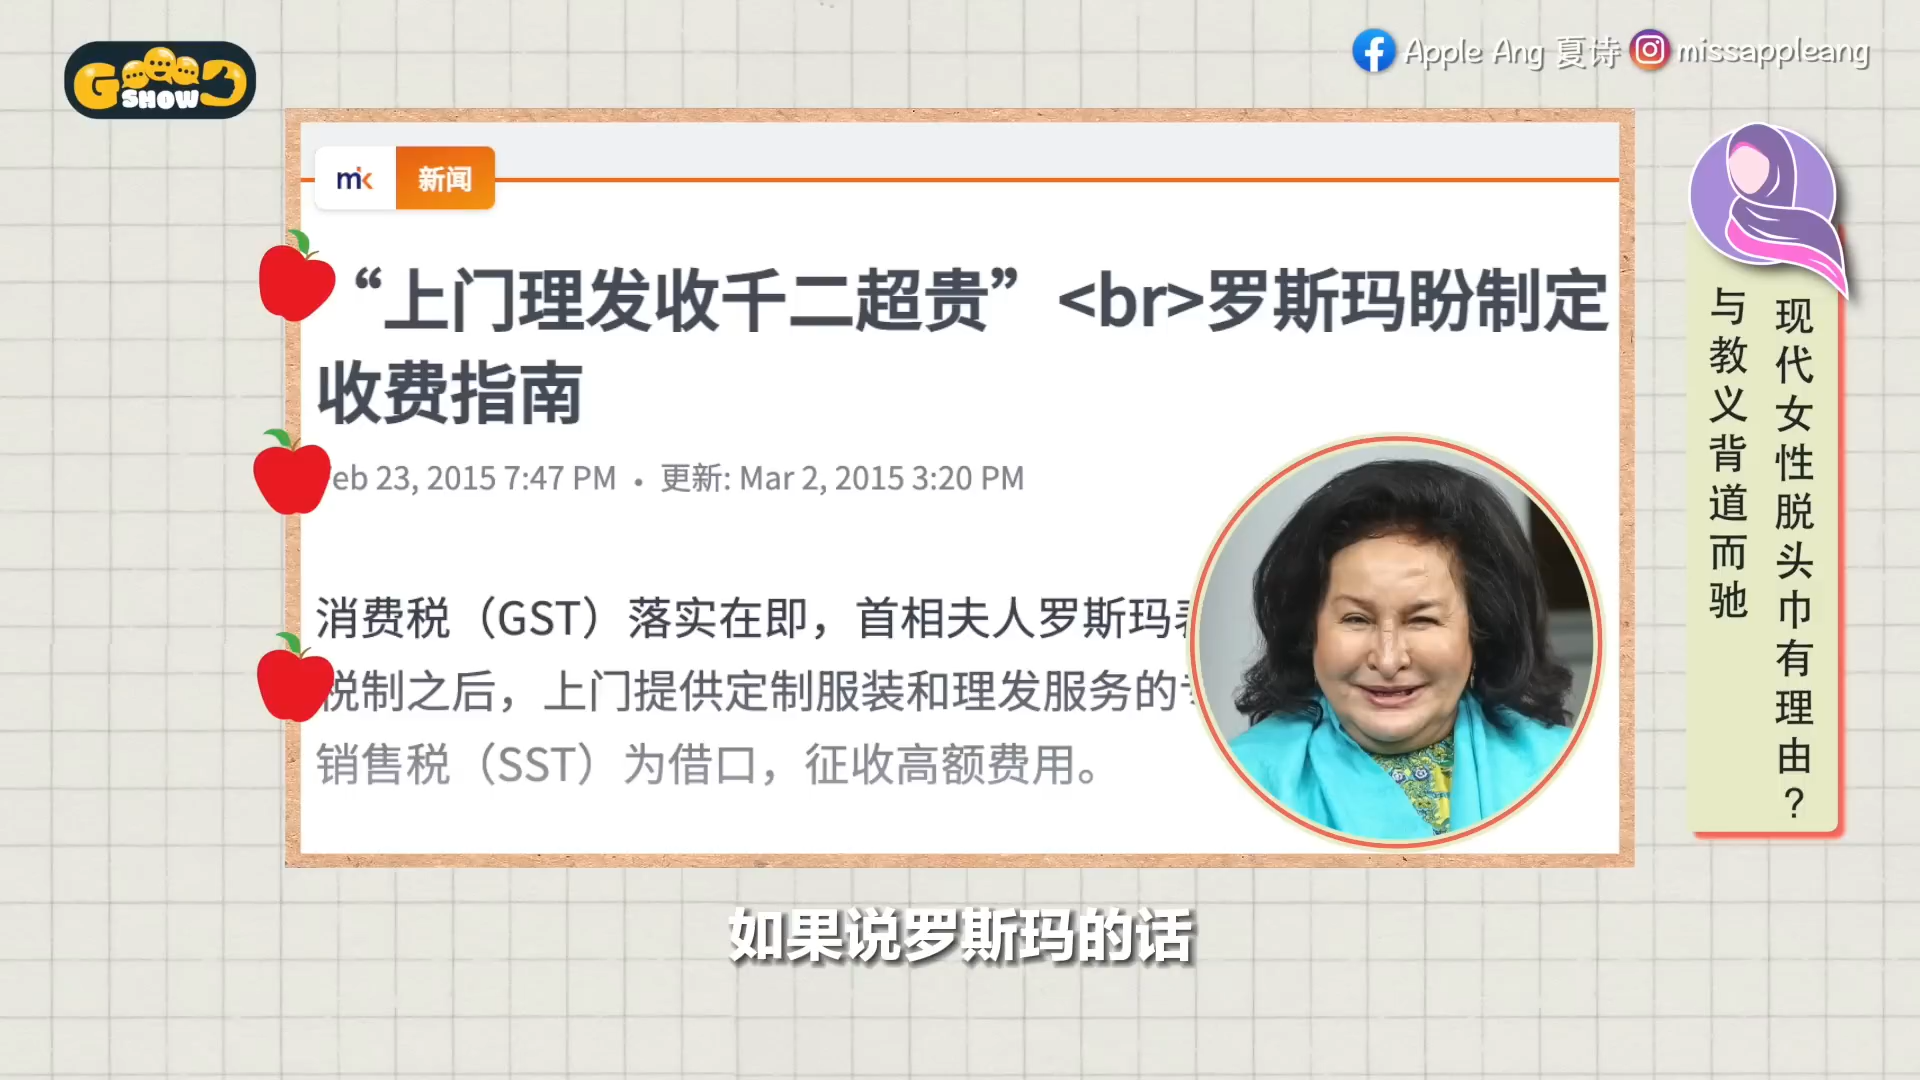 GOOD SHOW
Apple Ang 夏诗 missappleang
mk 新闻
“上门理发收千二超贵”<br>罗斯玛盼制定
收费指南
eb 23, 2015 7:47 PM • 更新: Mar 2, 2015 3:20 PM
消费税（GST）落实在即，首相夫人罗斯玛
税制之后，上门提供定制服装和理发服务的
销售税（SST）为借口，征收高额费用。
现代女性脱头巾有理由？
与教义背道而驰
如果说罗斯玛的话